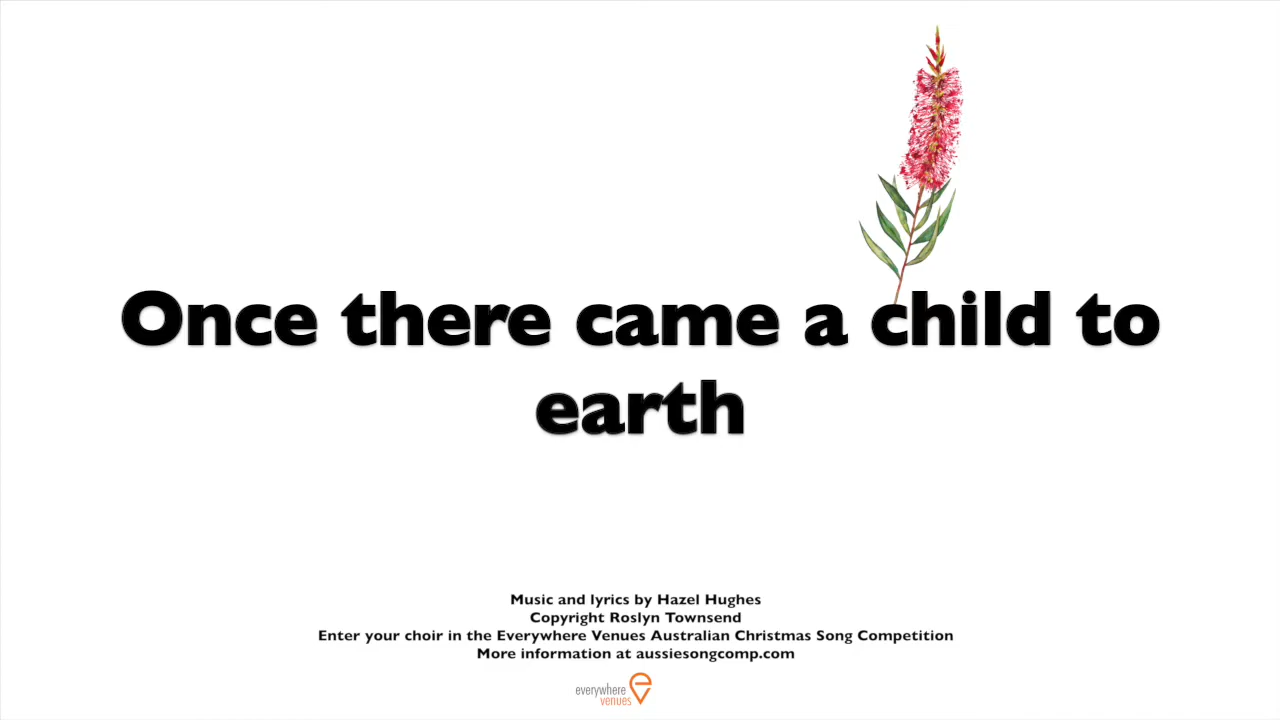 Once there came a child to
earth
Music and lyrics by Hazel Hughes
Copyright Roslyn Townsend
Enter your choir in the Everywhere Venues Australian Christmas Song Competition
More information at aussiesongcomp.com
everywhere
venues